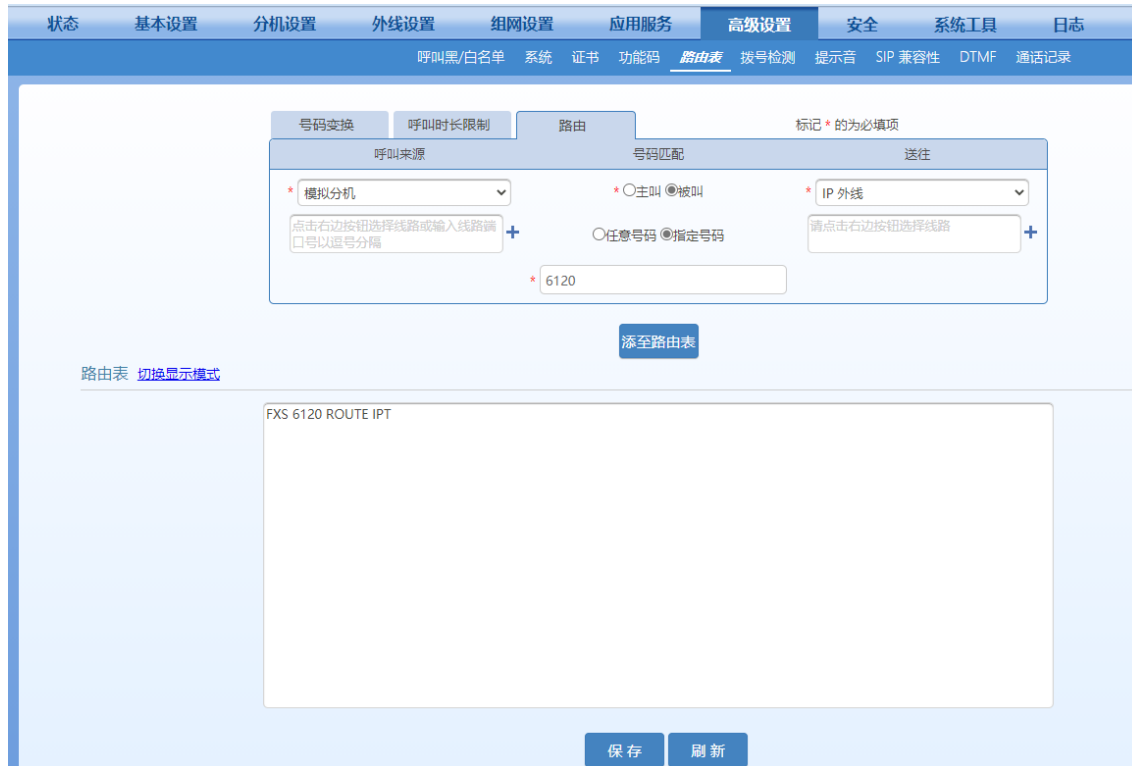 状态 基本设置 分机设置 外线设置 组网设置 应用服务 高级设置 安全 系统工具 日志
呼叫黑/白名单 系统 证书 功能码 路由表 拨号检测 提示音 SIP 兼容性 DTMF 通话记录
号码变换 呼叫时长限制 路由 标记 * 的为必填项
呼叫来源 号码匹配 送往
* 模拟分机 * 主叫 被叫 * IP 外线
点击右边按钮选择线路或输入线路端
口号以逗号分隔 + 任意号码 指定号码 请点击右边按钮选择线路 +
* 6120
添至路由表
路由表 切换显示模式
FXS 6120 ROUTE IPT
保存 刷新